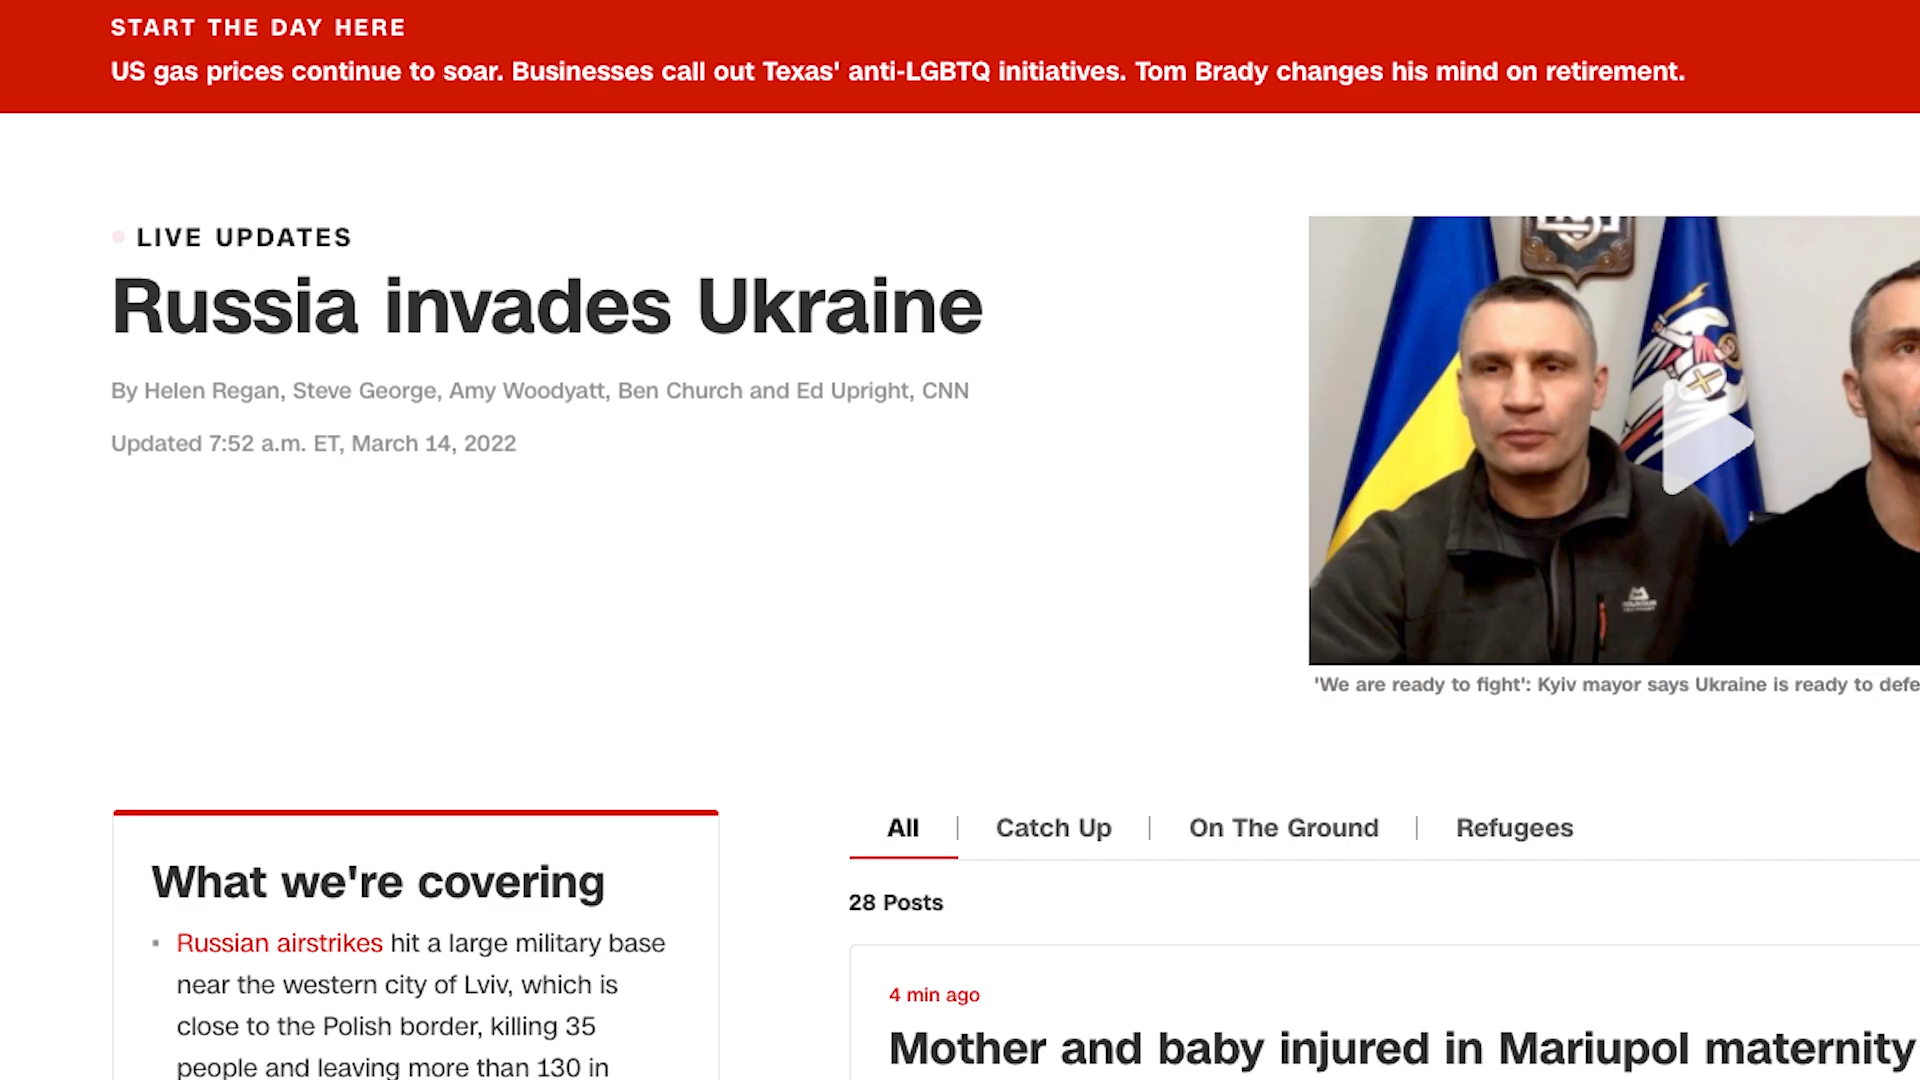 START THE DAY HERE
US gas prices continue to soar. Businesses call out Texas' anti-LGBTQ initiatives. Tom Brady changes his mind on retirement.
LIVE UPDATES
Russia invades Ukraine
By Helen Regan, Steve George, Amy Woodyatt, Ben Church and Ed Upright, CNN
Updated 7:52 a.m. ET, March 14, 2022
'We are ready to fight': Kyiv mayor says Ukraine is ready to defe
All
Catch Up
On The Ground
Refugees
28 Posts
What we're covering
Russian airstrikes hit a large military base
near the western city of Lviv, which is
close to the Polish border, killing 35
people and leaving more than 130 in
4 min ago
Mother and baby injured in Mariupol maternity